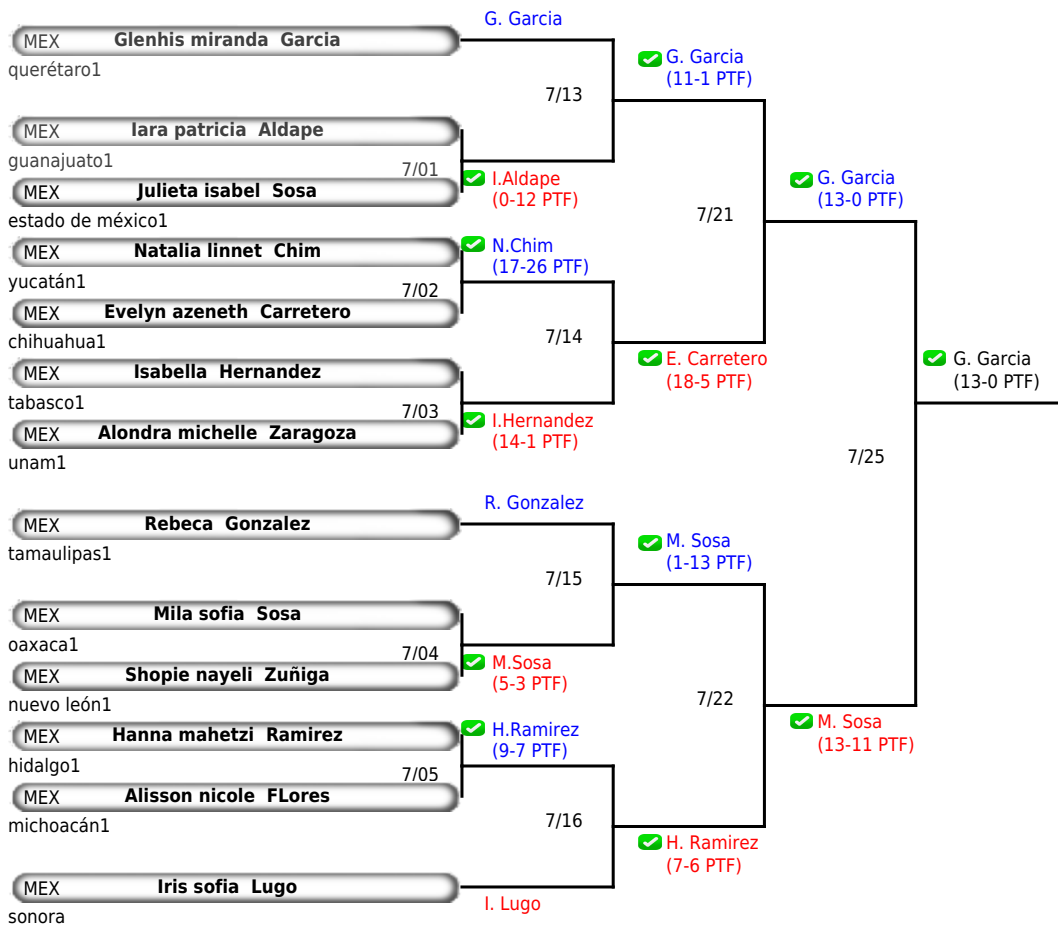 G. Garcia
MEX Glenhis miranda Garcia
querétaro1
G. Garcia
(11-1 PTF)
7/13
MEX Iara patricia Aldape
guanajuato1
7/01
I.Aldape
(0-12 PTF)
MEX Julieta isabel Sosa
estado de méxico1
G. Garcia
(13-0 PTF)
7/21
MEX Natalia linnet Chim
yucatán1
N.Chim
(17-26 PTF)
7/02
MEX Evelyn azeneth Carretero
chihuahua1
7/14
E. Carretero
(18-5 PTF)
G. Garcia
(13-0 PTF)
MEX Isabella Hernandez
tabasco1
7/03
I.Hernandez
(14-1 PTF)
MEX Alondra michelle Zaragoza
unam1
7/25
R. Gonzalez
MEX Rebeca Gonzalez
tamaulipas1
M. Sosa
(1-13 PTF)
7/15
MEX Mila sofia Sosa
oaxaca1
7/04
M.Sosa
(5-3 PTF)
MEX Shopie nayeli Zuñiga
nuevo león1
7/22
M. Sosa
(13-11 PTF)
MEX Hanna mahetzi Ramirez
hidalgo1
H.Ramirez
(9-7 PTF)
7/05
MEX Alisson nicole FLores
michoacán1
7/16
H. Ramirez
(7-6 PTF)
MEX Iris sofia Lugo
sonora
I. Lugo